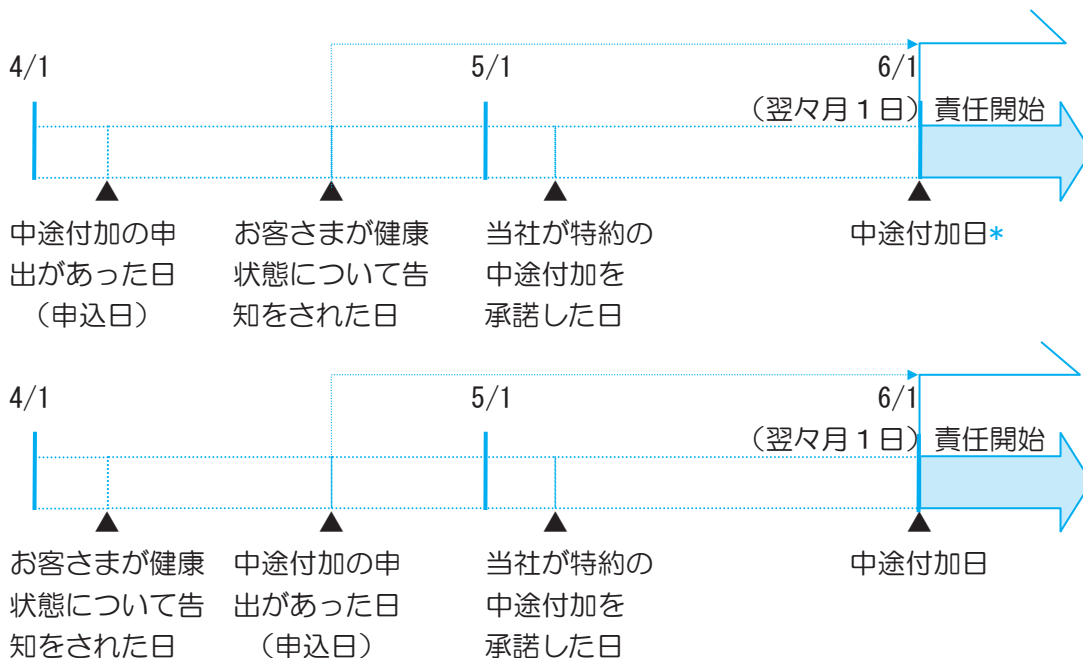 4/1
5/1
6/1
（翌々月１日）
責任開始
中途付加の申
出があった日
（申込日）
お客さまが健康
状態について告
知をされた日
当社が特約の
中途付加を
承諾した日
中途付加日*
4/1
5/1
6/1
（翌々月１日）
責任開始
お客さまが健康
状態について告
知をされた日
中途付加の申
出があった日
（申込日）
当社が特約の
中途付加を
承諾した日
中途付加日